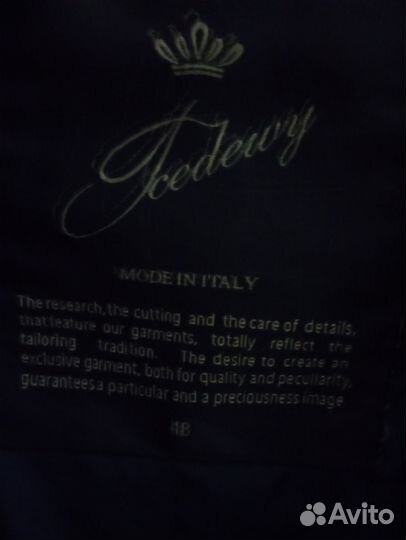 Icedewy
MODE IN ITALY
The research, the cutting and the care of details,
that feature our garments, totally reflect the
tailoring tradition. The desire to create an
exclusive garment, both for quality and peculiarity,
guarantees a particular and a preciousness image
48
Avito